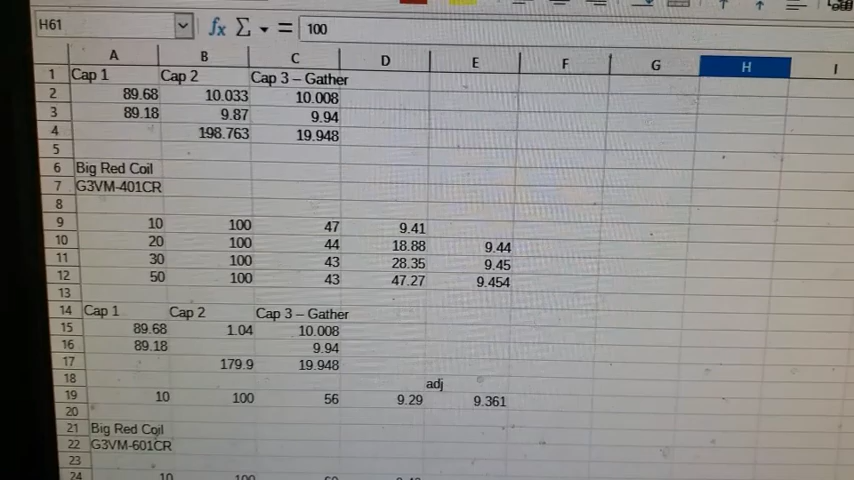 H61 fx Σ = 100
A B C D E F G H I
1 Cap 1 Cap 2 Cap 3 – Gather
2 89.68 10.033 10.008
3 89.18 9.87 9.94
4 198.763 19.948
5
6 Big Red Coil
7 G3VM-401CR
8
9 10 100 47 9.41
10 20 100 44 18.88 9.44
11 30 100 43 28.35 9.45
12 50 100 43 47.27 9.454
13
14 Cap 1 Cap 2 Cap 3 – Gather
15 89.68 1.04 10.008
16 89.18 9.94
17 179.9 19.948
18 adj
19 10 100 56 9.29 9.361
20
21 Big Red Coil
22 G3VM-601CR
23
24 10 100